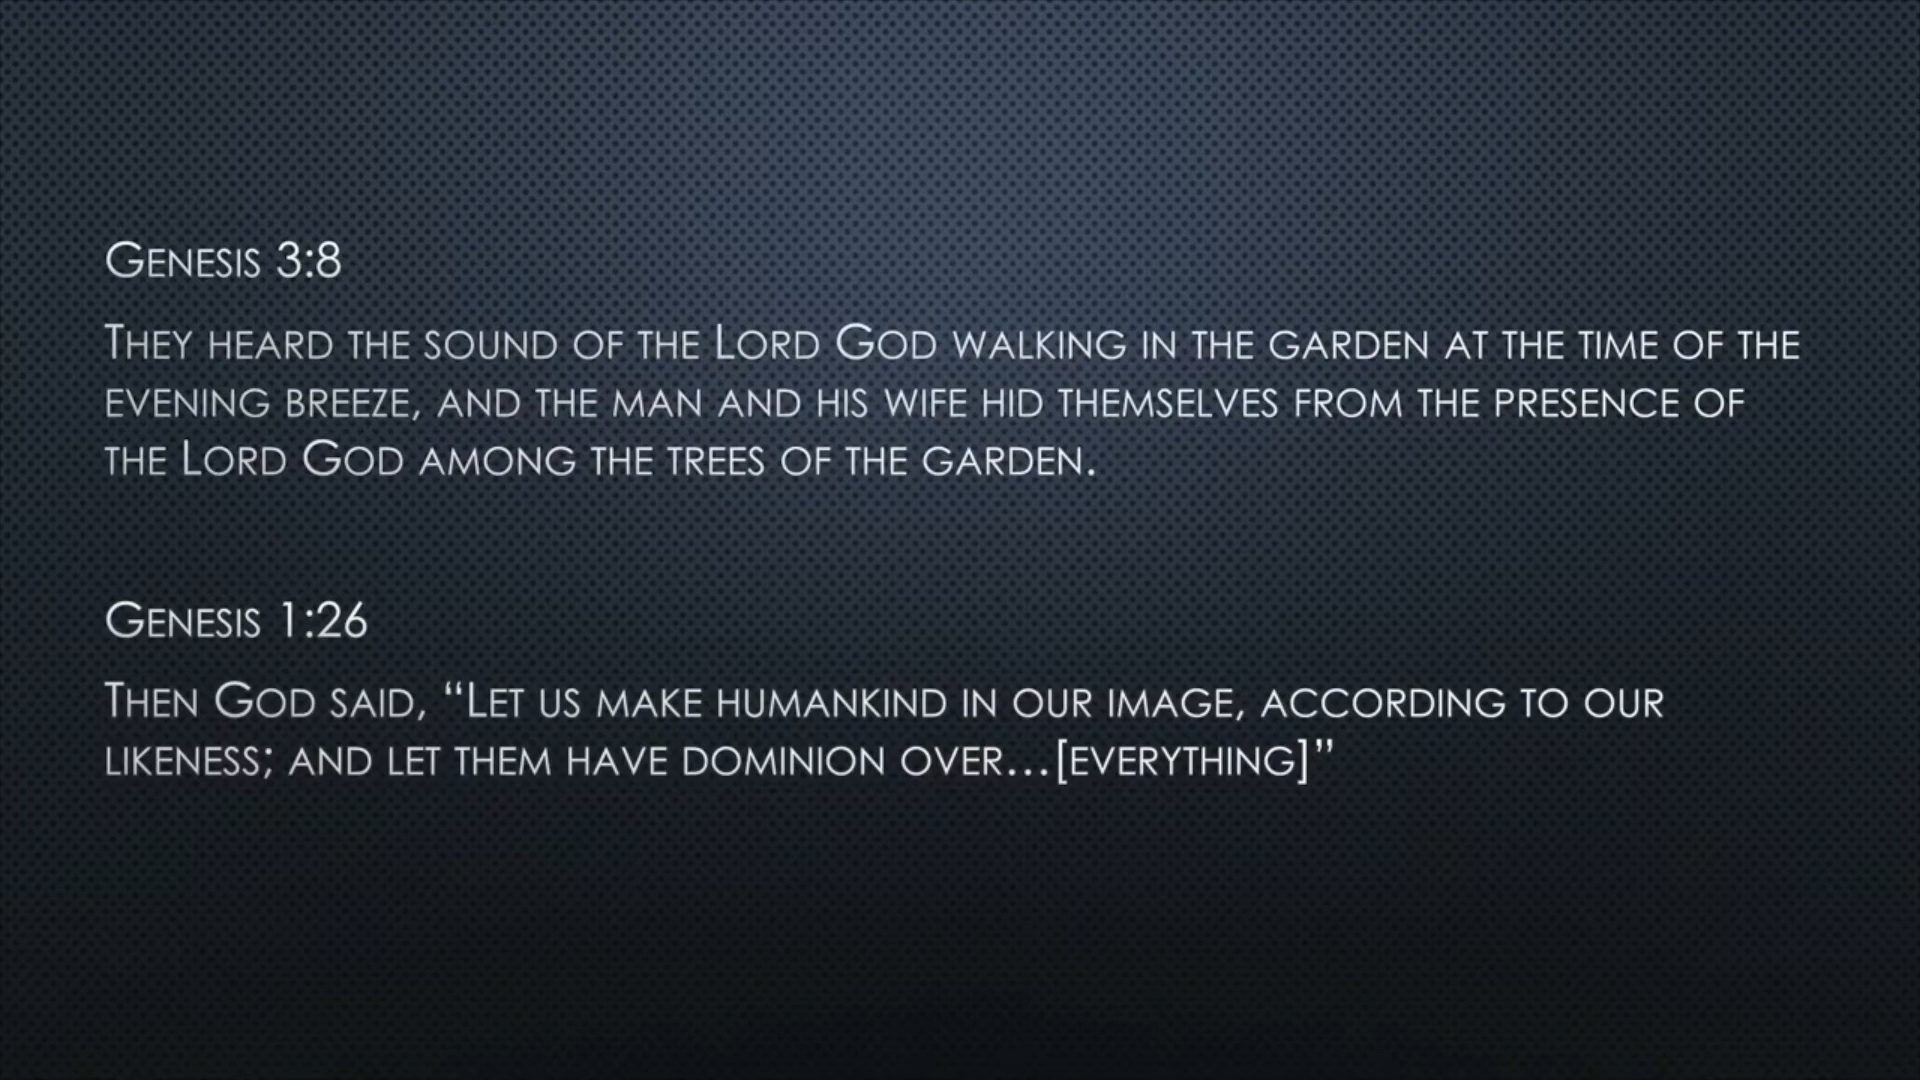 Genesis 3:8
They heard the sound of the Lord God walking in the garden at the time of the
evening breeze, and the man and his wife hid themselves from the presence of
the Lord God among the trees of the garden.
Genesis 1:26
Then God said, “Let us make humankind in our image, according to our
likeness; and let them have dominion over…[everything]”